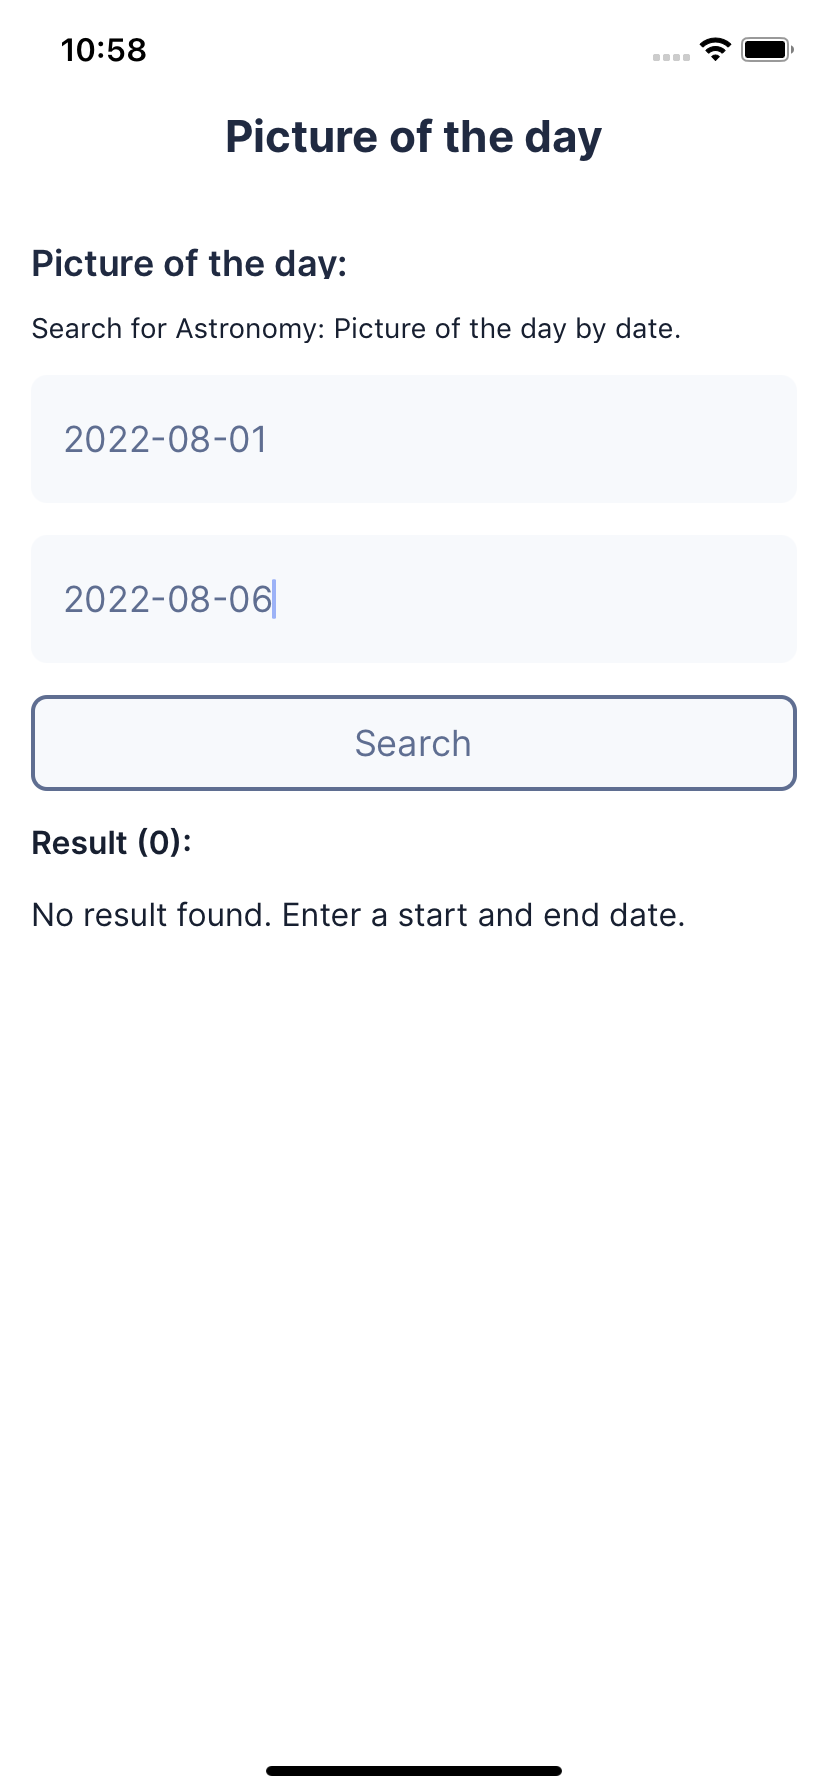 10:58
Picture of the day
Picture of the day:
Search for Astronomy: Picture of the day by date.
2022-08-01
2022-08-06
Search
Result (0):
No result found. Enter a start and end date.